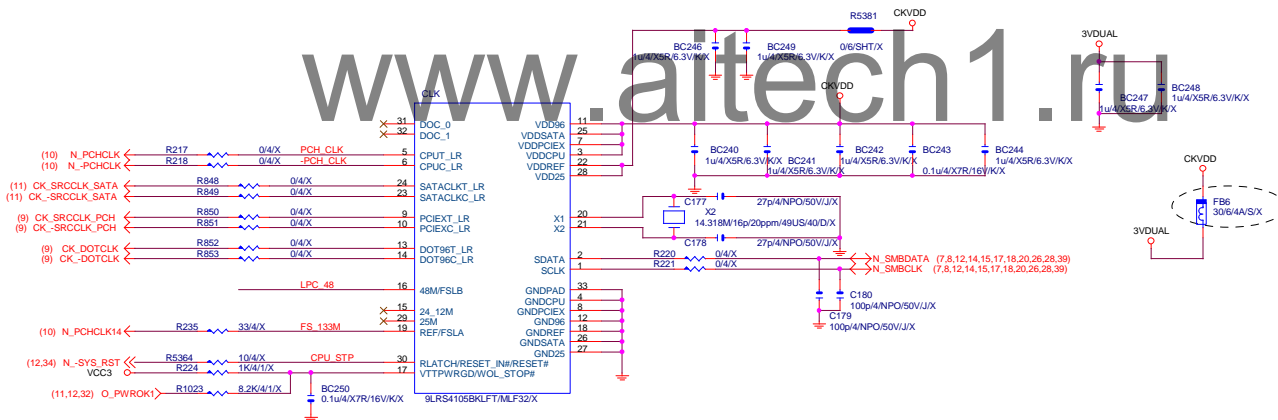 www.aitech1.ru
R5381
CKVDD
0/6/SHT/X
BC246
1u/4/X5R/6.3V/K/X
BC249
1u/4/X5R/6.3V/K/X
3VDUAL
BC247
1u/4/X5R/6.3V/K/X
BC248
1u/4/X5R/6.3V/K/X
CKVDD
BC240
1u/4/X5R/6.3V/K/X
BC241
1u/4/X5R/6.3V/K/X
BC242
1u/4/X5R/6.3V/K/X
BC243
0.1u/4/X7R/16V/K/X
BC244
1u/4/X5R/6.3V/K/X
CKVDD
FB6
30/6/4A/S/X
3VDUAL
CLK
31 DOC_0
32 DOC_1
5 CPUT_LR
6 CPUC_LR
24 SATACLKT_LR
23 SATACLKC_LR
9 PCIEXT_LR
10 PCIEXC_LR
13 DOT96T_LR
14 DOT96C_LR
16 48M/FSLB
15 24_12M
29 25M
19 REF/FSLA
30 RLATCH/RESET_IN#/RESET#
17 VTTPWRGD/WOL_STOP#
VDD96 11
VDDSATA 25
VDDPCIEX 7
VDDCPU 3
VDDREF 22
VDD25 28
X1 20
X2 21
SDATA 2
SCLK 1
GNDPAD 33
GNDCPU 4
GNDPCIEX 8
GND96 12
GNDREF 18
GNDSATA 26
GND25 27
9LRS4105BKLFT/MLF32/X
(10) N_PCHCLK R217 0/4/X PCH_CLK
(10) N_-PCHCLK R218 0/4/X -PCH_CLK
(11) CK_SRCCLK_SATA R848 0/4/X
(11) CK_-SRCCLK_SATA R849 0/4/X
(9) CK_SRCCLK_PCH R850 0/4/X
(9) CK_-SRCCLK_PCH R851 0/4/X
(9) CK_DOTCLK R852 0/4/X
(9) CK_-DOTCLK R853 0/4/X
LPC_48
(10) N_PCHCLK14 R235 33/4/X FS_133M
(12,34) N_-SYS_RST R5364 10/4/X CPU_STP
VCC3 R224 1K/4/1/X
(11,12,32) O_PWROK1 R1023 8.2K/4/1/X
BC250
0.1u/4/X7R/16V/K/X
C177 27p/4/NPO/50V/J/X
X2
14.318M/16p/20ppm/49US/40/D/X
C178 27p/4/NPO/50V/J/X
R220 0/4/X N_SMBDATA (7,8,12,14,15,17,18,20,26,28,39)
R221 0/4/X N_SMBCLK (7,8,12,14,15,17,18,20,26,28,39)
C180
100p/4/NPO/50V/J/X
C179
100p/4/NPO/50V/J/X